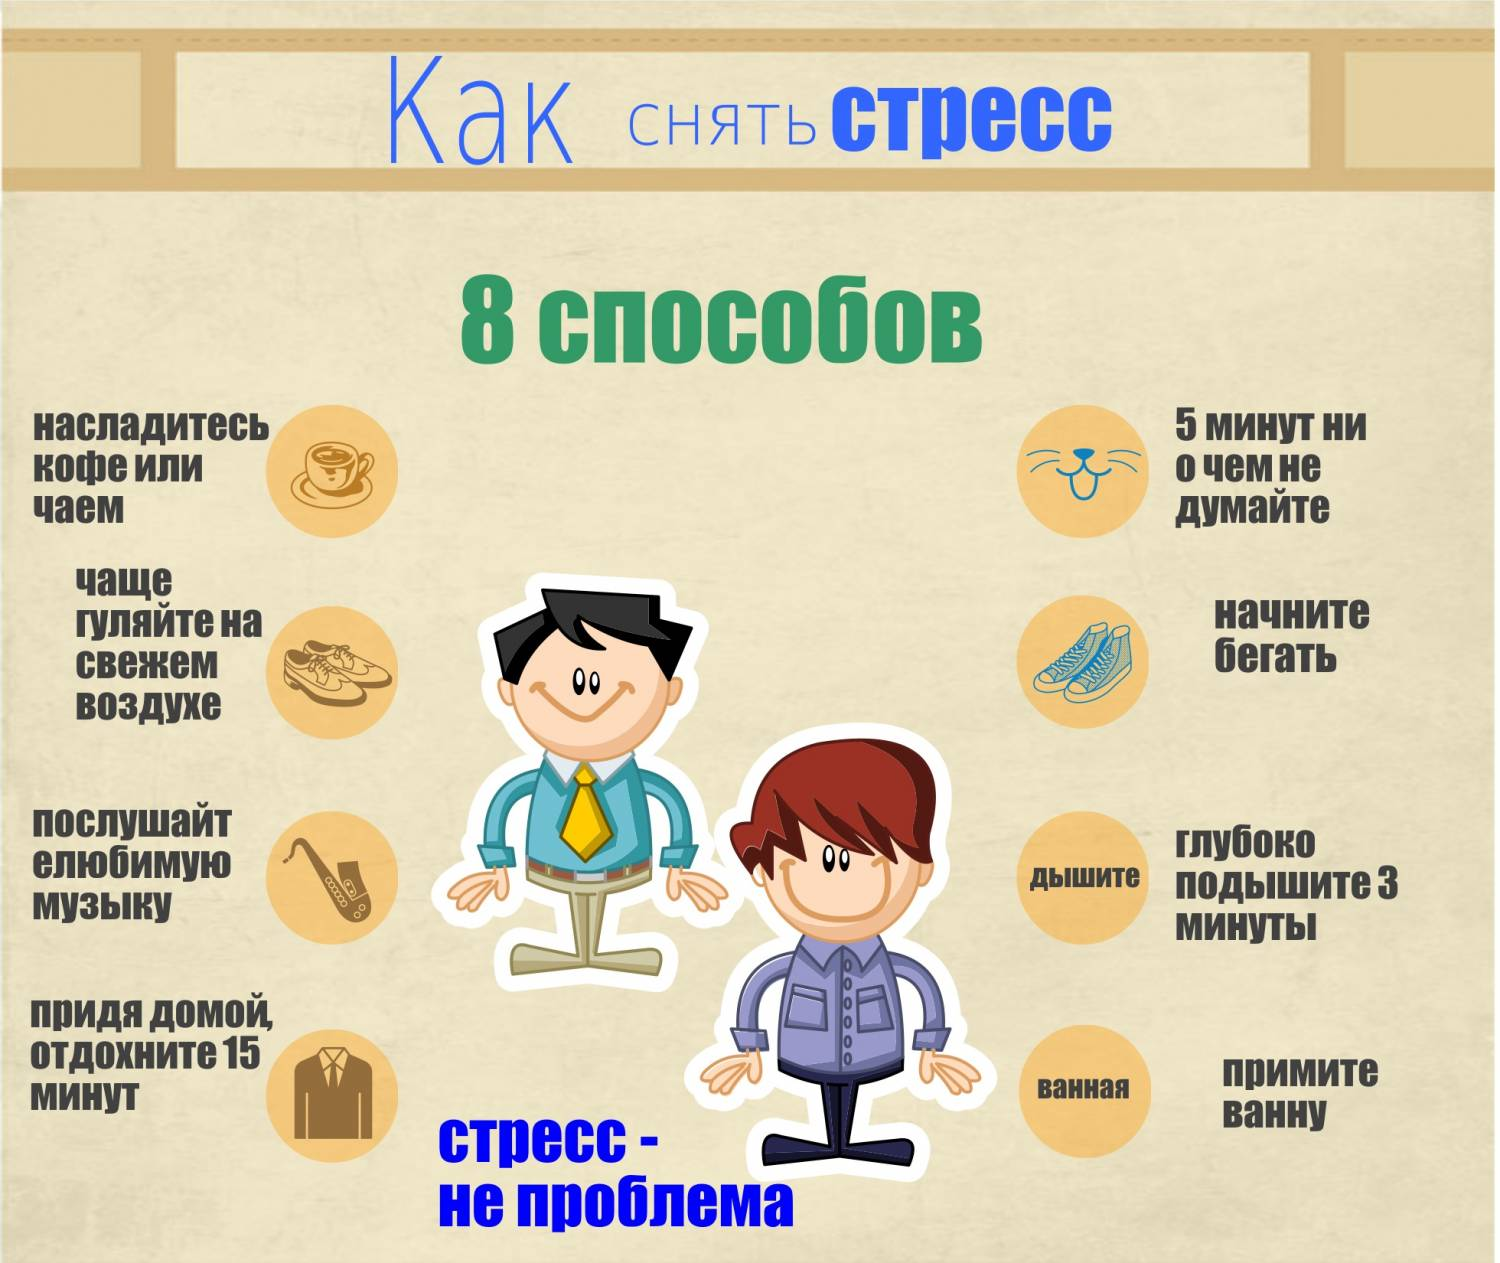 Как снять стресс
8 способов
насладитесь
кофе или
чаем
чаще
гуляйте на
свежем
воздухе
послушайт
елюбимую
музыку
придя домой,
отдохните 15
минут
5 минут ни
о чем не
думайте
начните
бегать
дышите
глубоко
подышите 3
минуты
ванная
примите
ванну
стресс -
не проблема